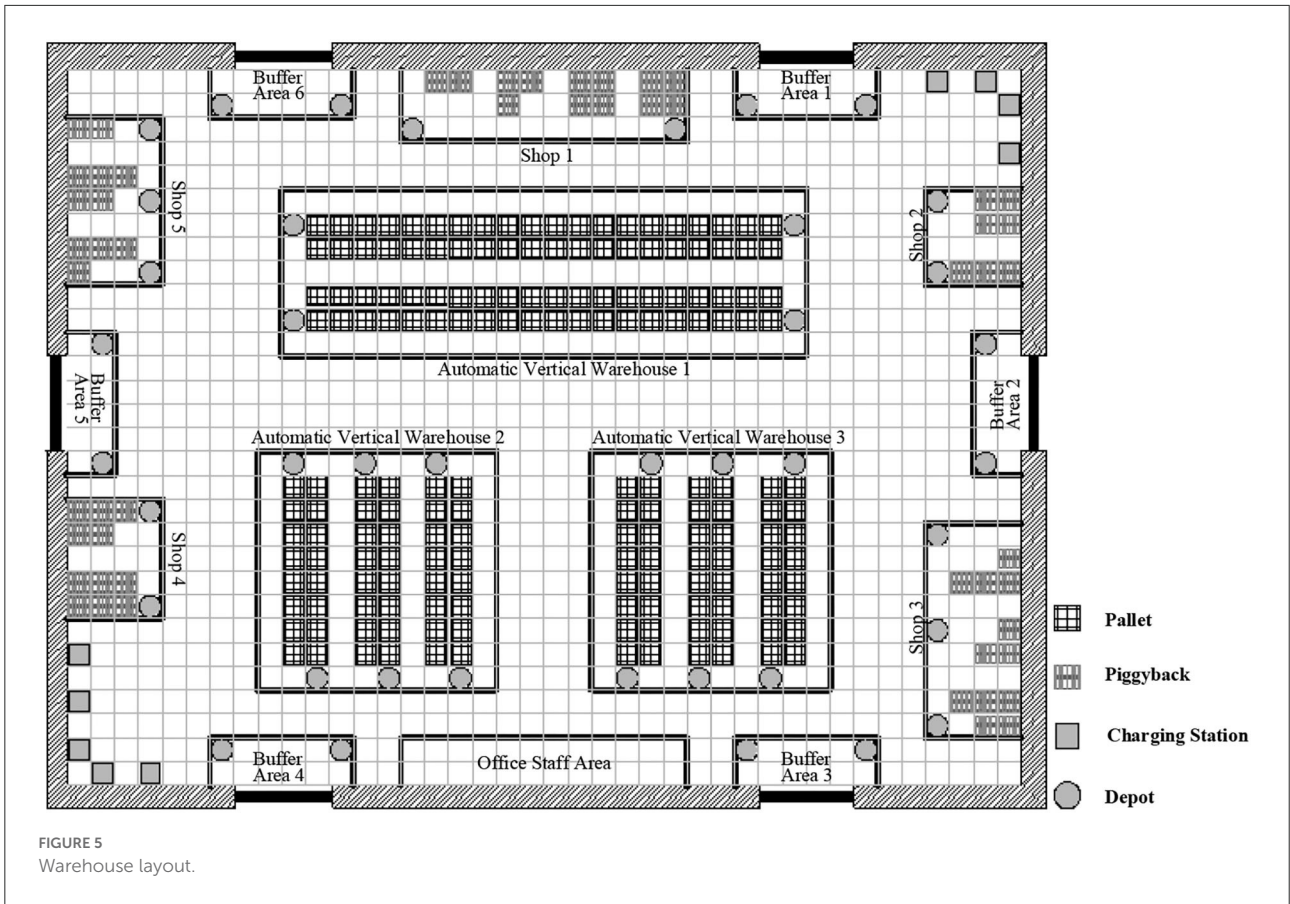 Buffer
Area 6
Buffer
Area 1
Shop 1
Shop 5
Shop 2
Automatic Vertical Warehouse 1
Buffer
Area 5
Buffer
Area 2
Automatic Vertical Warehouse 2
Automatic Vertical Warehouse 3
Shop 4
Shop 3
Pallet
Piggyback
Charging Station
Depot
Buffer
Area 4
Office Staff Area
Buffer
Area 3
FIGURE 5
Warehouse layout.